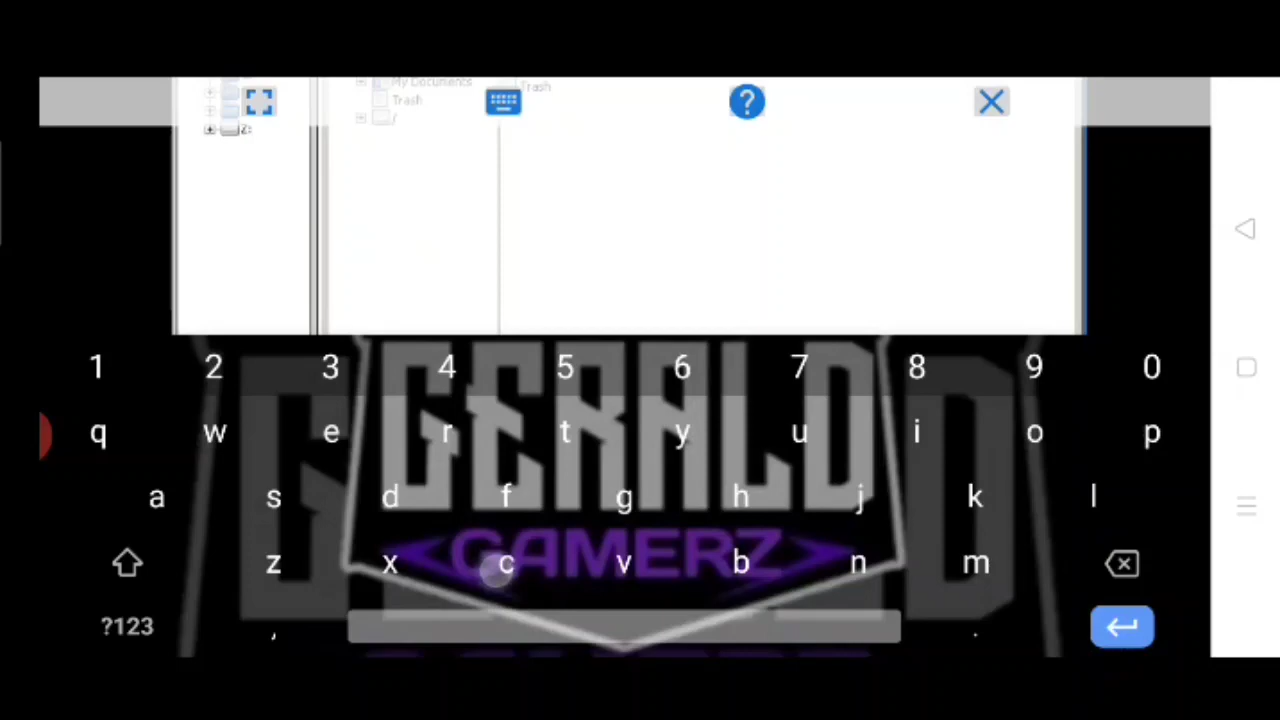 My Documents
Trash
Trash
/
Z:
?
1 2 3 4 5 6 7 8 9 0
q w e r t y u i o p
a s d f g h j k l
z x c v b n m
?123 , .
GERALD
GAMERZ